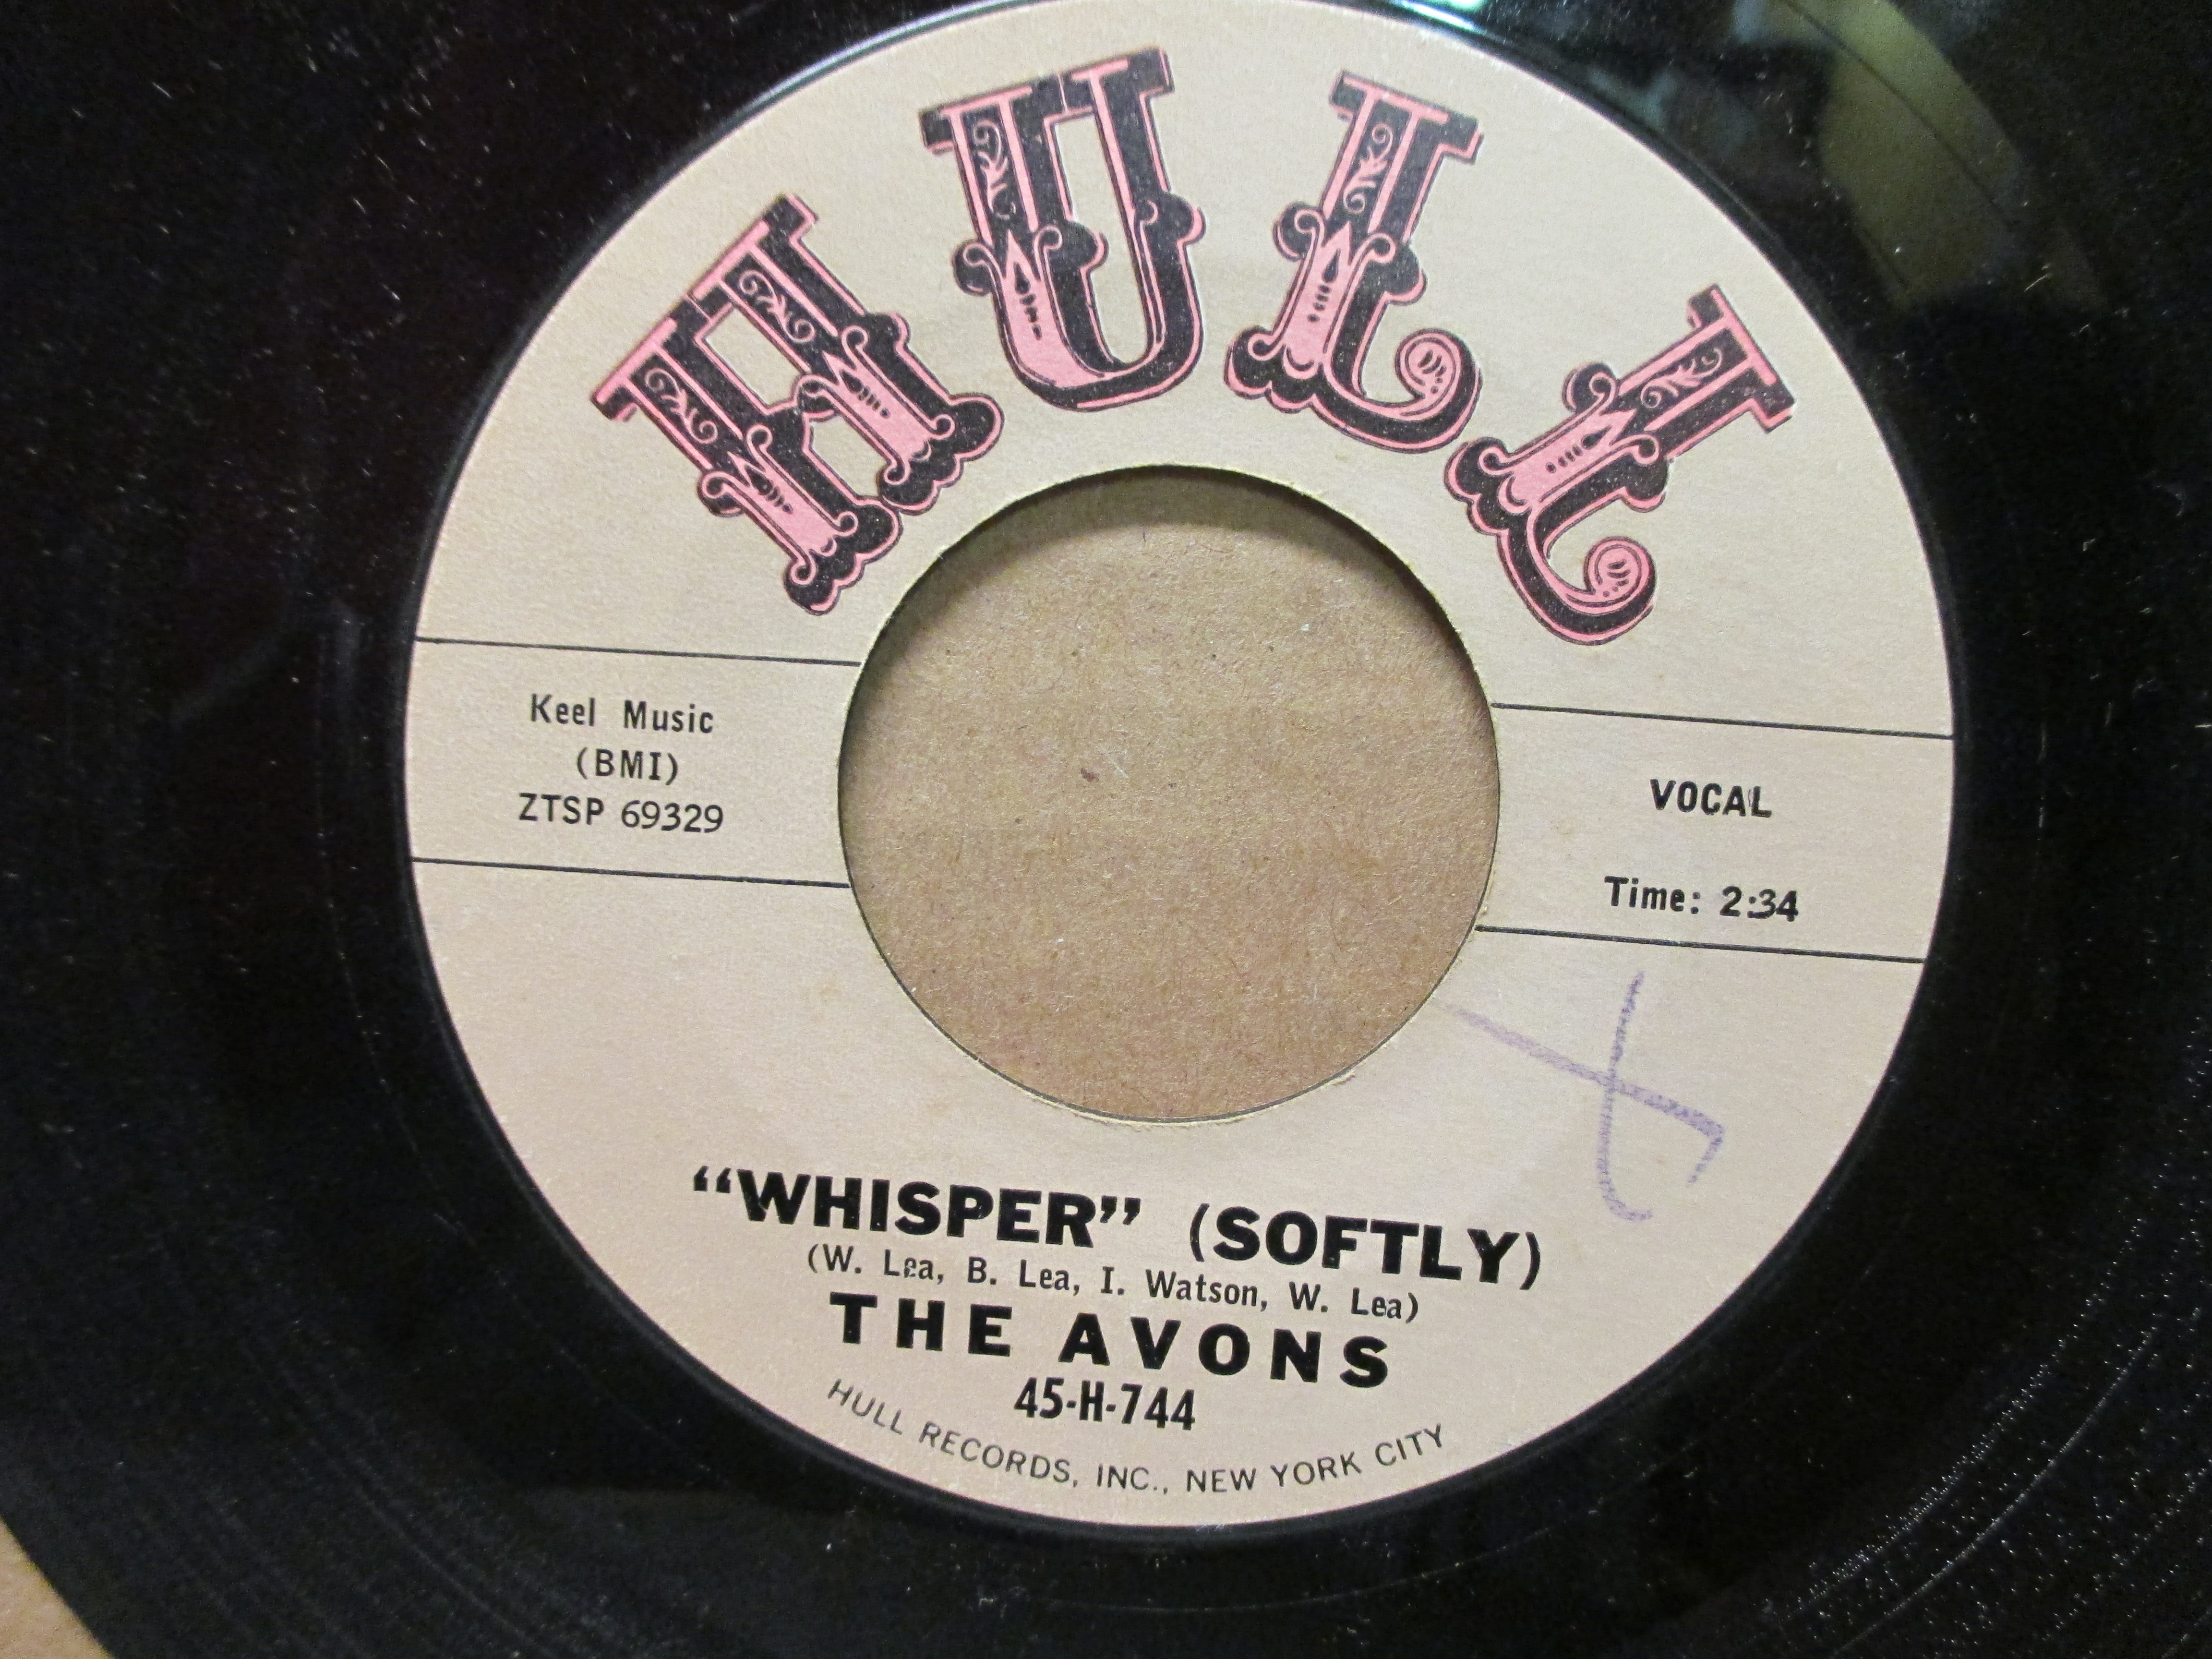 HULL
Keel Music
(BMI)
ZTSP 69329
VOCAL
Time: 2:34
“WHISPER” (SOFTLY)
(W. Lea, B. Lea, I. Watson, W. Lea)
THE AVONS
45-H-744
HULL RECORDS, INC., NEW YORK CITY